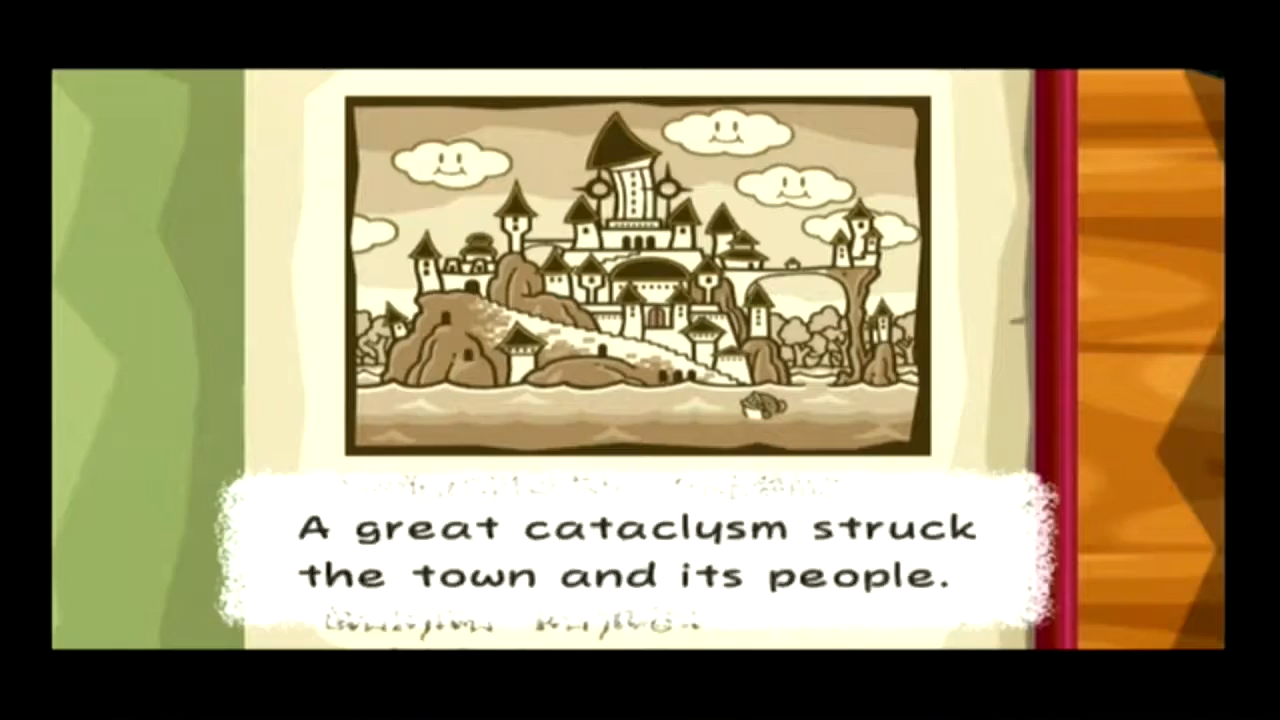 A great cataclysm struck
the town and its people.